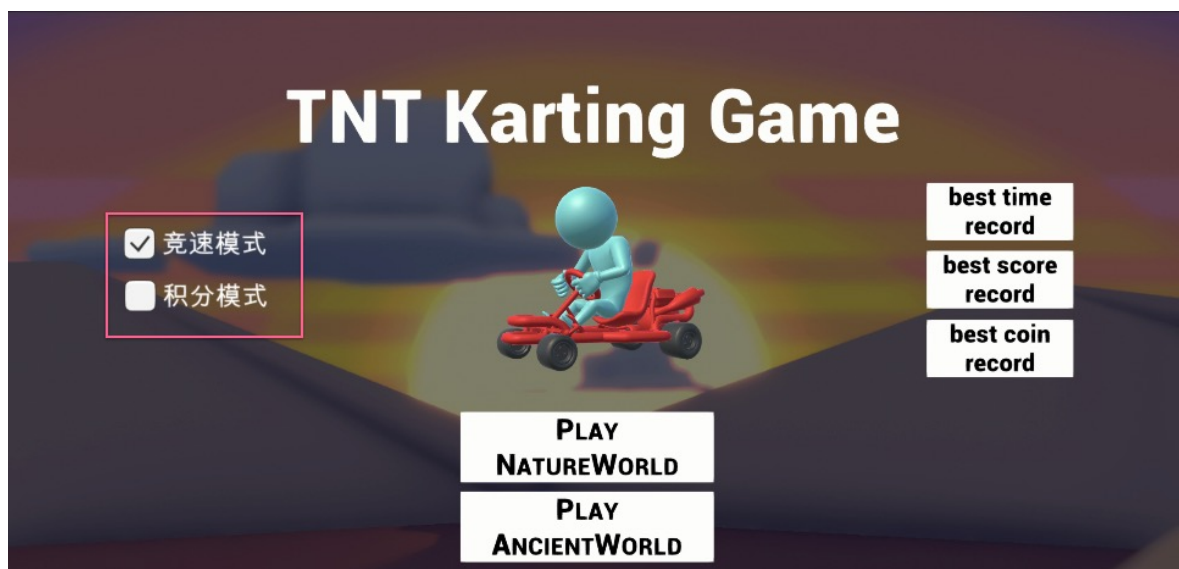 TNT Karting Game
竞速模式
积分模式
best time
record
best score
record
best coin
record
PLAY
NATUREWORLD
PLAY
ANCIENTWORLD